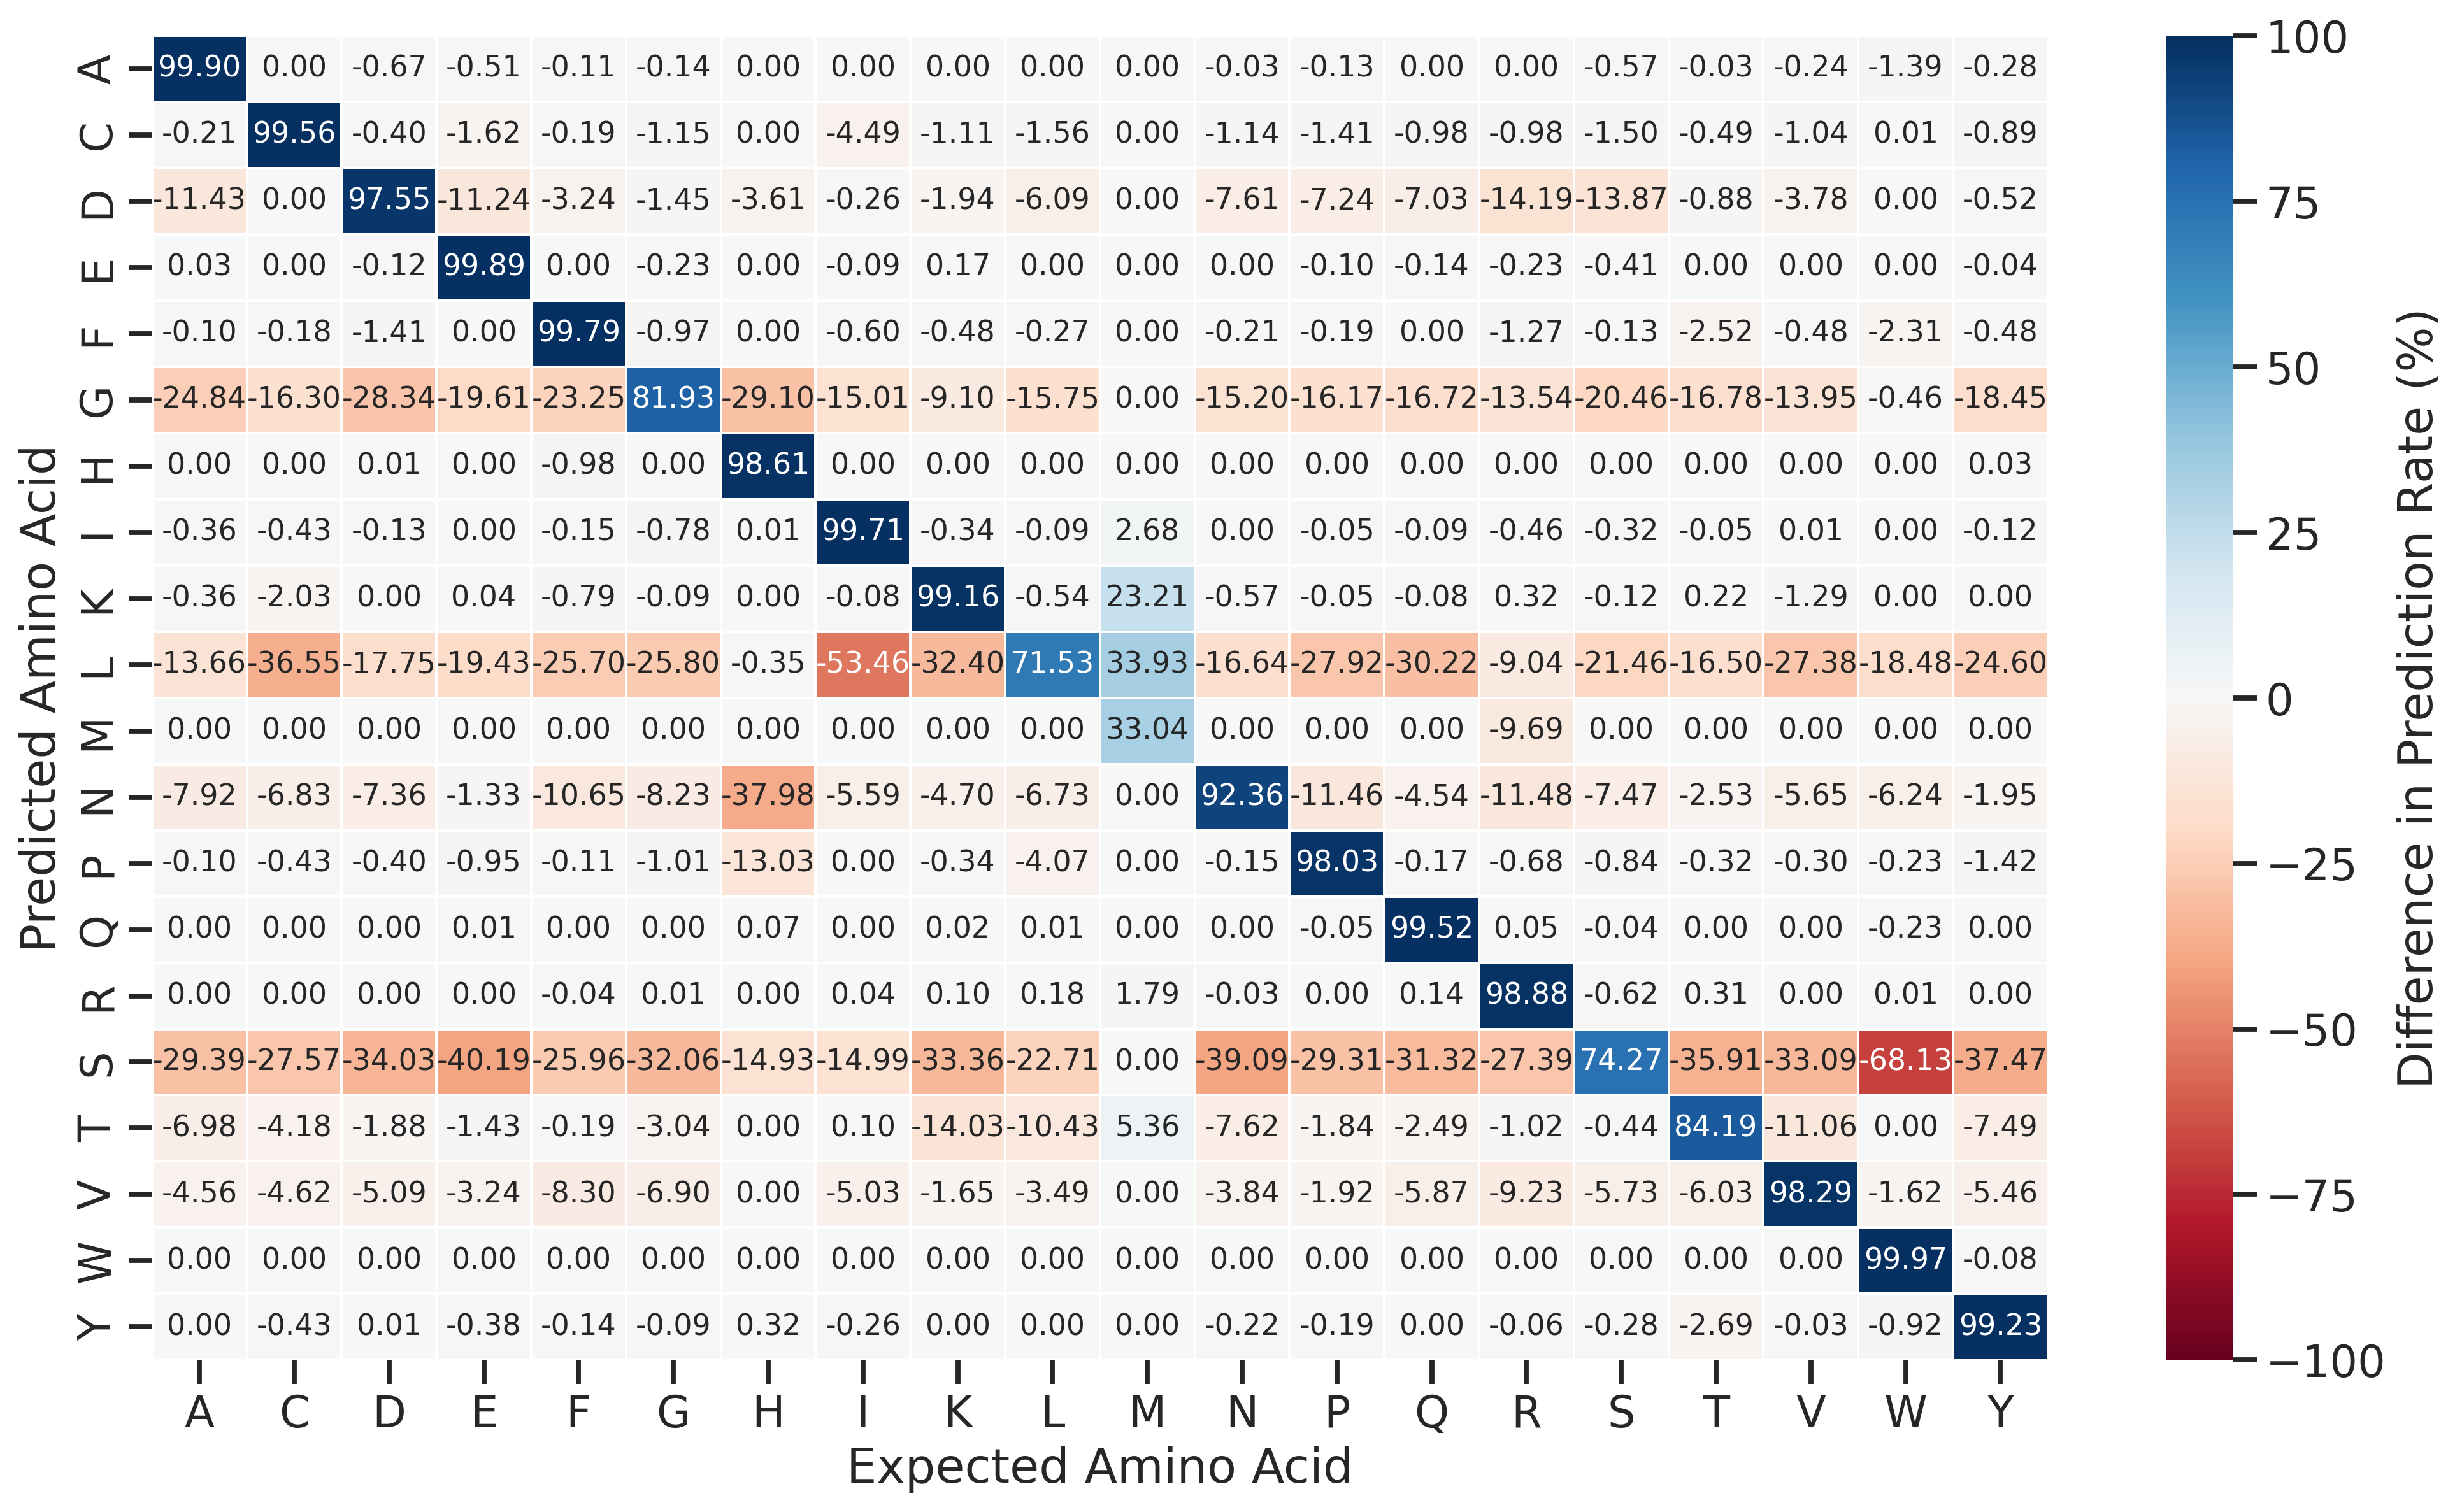 A 99.90 0.00 -0.67 -0.51 -0.11 -0.14 0.00 0.00 0.00 0.00 0.00 -0.03 -0.13 0.00 0.00 -0.57 -0.03 -0.24 -1.39 -0.28
C -0.21 99.56 -0.40 -1.62 -0.19 -1.15 0.00 -4.49 -1.11 -1.56 0.00 -1.14 -1.41 -0.98 -0.98 -1.50 -0.49 -1.04 0.01 -0.89
D -11.43 0.00 97.55 -11.24 -3.24 -1.45 -3.61 -0.26 -1.94 -6.09 0.00 -7.61 -7.24 -7.03 -14.19 -13.87 -0.88 -3.78 0.00 -0.52
E 0.03 0.00 -0.12 99.89 0.00 -0.23 0.00 -0.09 0.17 0.00 0.00 0.00 -0.10 -0.14 -0.23 -0.41 0.00 0.00 0.00 -0.04
F -0.10 -0.18 -1.41 0.00 99.79 -0.97 0.00 -0.60 -0.48 -0.27 0.00 -0.21 -0.19 0.00 -1.27 -0.13 -2.52 -0.48 -2.31 -0.48
G -24.84 -16.30 -28.34 -19.61 -23.25 81.93 -29.10 -15.01 -9.10 -15.75 0.00 -15.20 -16.17 -16.72 -13.54 -20.46 -16.78 -13.95 -0.46 -18.45
H 0.00 0.00 0.01 0.00 -0.98 0.00 98.61 0.00 0.00 0.00 0.00 0.00 0.00 0.00 0.00 0.00 0.00 0.00 0.00 0.03
I -0.36 -0.43 -0.13 0.00 -0.15 -0.78 0.01 99.71 -0.34 -0.09 2.68 0.00 -0.05 -0.09 -0.46 -0.32 -0.05 0.01 0.00 -0.12
K -0.36 -2.03 0.00 0.04 -0.79 -0.09 0.00 -0.08 99.16 -0.54 23.21 -0.57 -0.05 -0.08 0.32 -0.12 0.22 -1.29 0.00 0.00
L -13.66 -36.55 -17.75 -19.43 -25.70 -25.80 -0.35 -53.46 -32.40 71.53 33.93 -16.64 -27.92 -30.22 -9.04 -21.46 -16.50 -27.38 -18.48 -24.60
M 0.00 0.00 0.00 0.00 0.00 0.00 0.00 0.00 0.00 0.00 33.04 0.00 0.00 0.00 -9.69 0.00 0.00 0.00 0.00 0.00
N -7.92 -6.83 -7.36 -1.33 -10.65 -8.23 -37.98 -5.59 -4.70 -6.73 0.00 92.36 -11.46 -4.54 -11.48 -7.47 -2.53 -5.65 -6.24 -1.95
P -0.10 -0.43 -0.40 -0.95 -0.11 -1.01 -13.03 0.00 -0.34 -4.07 0.00 -0.15 98.03 -0.17 -0.68 -0.84 -0.32 -0.30 -0.23 -1.42
Q 0.00 0.00 0.00 0.01 0.00 0.00 0.07 0.00 0.02 0.01 0.00 0.00 -0.05 99.52 0.05 -0.04 0.00 0.00 -0.23 0.00
R 0.00 0.00 0.00 0.00 -0.04 0.01 0.00 0.04 0.10 0.18 1.79 -0.03 0.00 0.14 98.88 -0.62 0.31 0.00 0.01 0.00
S -29.39 -27.57 -34.03 -40.19 -25.96 -32.06 -14.93 -14.99 -33.36 -22.71 0.00 -39.09 -29.31 -31.32 -27.39 74.27 -35.91 -33.09 -68.13 -37.47
T -6.98 -4.18 -1.88 -1.43 -0.19 -3.04 0.00 0.10 -14.03 -10.43 5.36 -7.62 -1.84 -2.49 -1.02 -0.44 84.19 -11.06 0.00 -7.49
V -4.56 -4.62 -5.09 -3.24 -8.30 -6.90 0.00 -5.03 -1.65 -3.49 0.00 -3.84 -1.92 -5.87 -9.23 -5.73 -6.03 98.29 -1.62 -5.46
W 0.00 0.00 0.00 0.00 0.00 0.00 0.00 0.00 0.00 0.00 0.00 0.00 0.00 0.00 0.00 0.00 0.00 0.00 99.97 -0.08
Y 0.00 -0.43 0.01 -0.38 -0.14 -0.09 0.32 -0.26 0.00 0.00 0.00 -0.22 -0.19 0.00 -0.06 -0.28 -2.69 -0.03 -0.92 99.23
A C D E F G H I K L M N P Q R S T V W Y
Expected Amino Acid
Predicted Amino Acid
100
75
50
25
0
−25
−50
−75
−100
Difference in Prediction Rate (%)